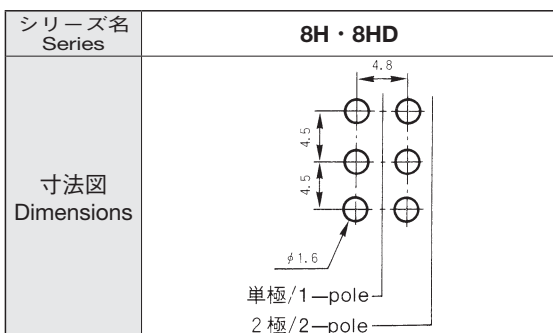 シリーズ名
Series
8H・8HD
寸法図
Dimensions
4.8
4.5
4.5
φ1.6
単極/1—pole
2極/2—pole